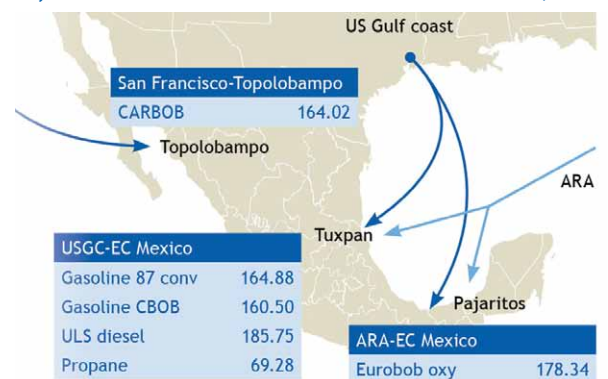 US Gulf coast
San Francisco-Topolobampo
CARBOB 164.02
Topolobampo
ARA
Tuxpan
USGC-EC Mexico
Gasoline 87 conv 164.88
Gasoline CBOB 160.50
ULS diesel 185.75
Propane 69.28
Pajaritos
ARA-EC Mexico
Eurobob oxy 178.34